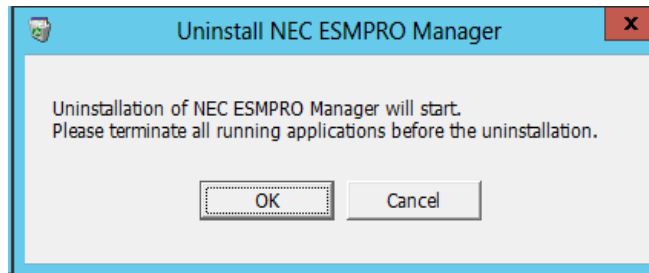 Uninstall NEC ESMPRO Manager
x
Uninstallation of NEC ESMPRO Manager will start.
Please terminate all running applications before the uninstallation.
OK
Cancel